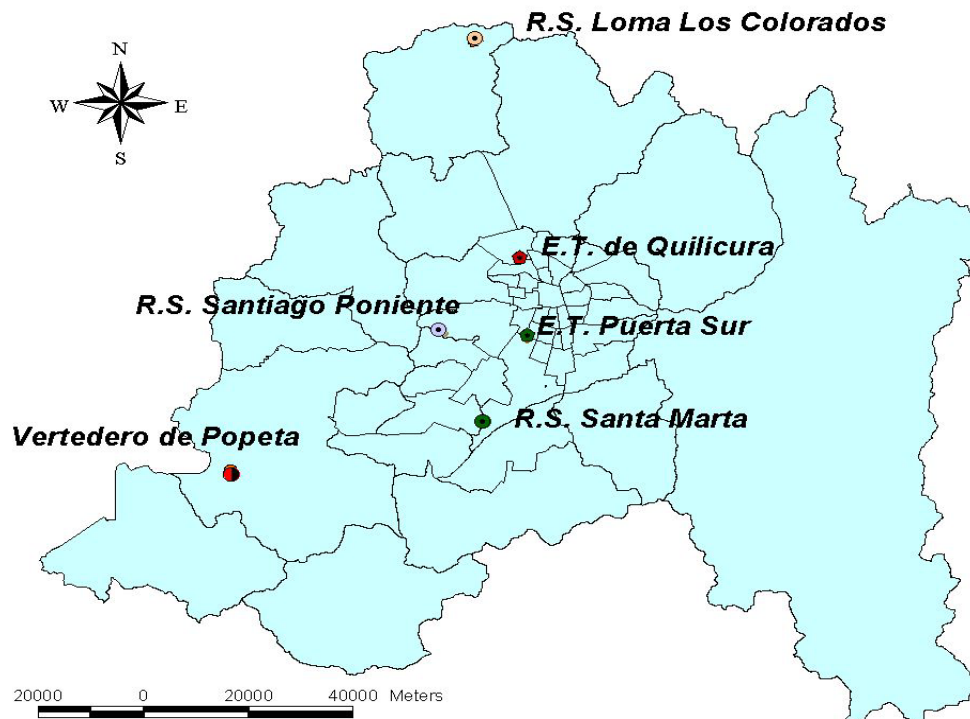 R.S. Loma Los Colorados
N
W E
S
E.T. de Quilicura
R.S. Santiago Poniente
E.T. Puerta Sur
R.S. Santa Marta
Vertedero de Popeta
20000 0 20000 40000 Meters